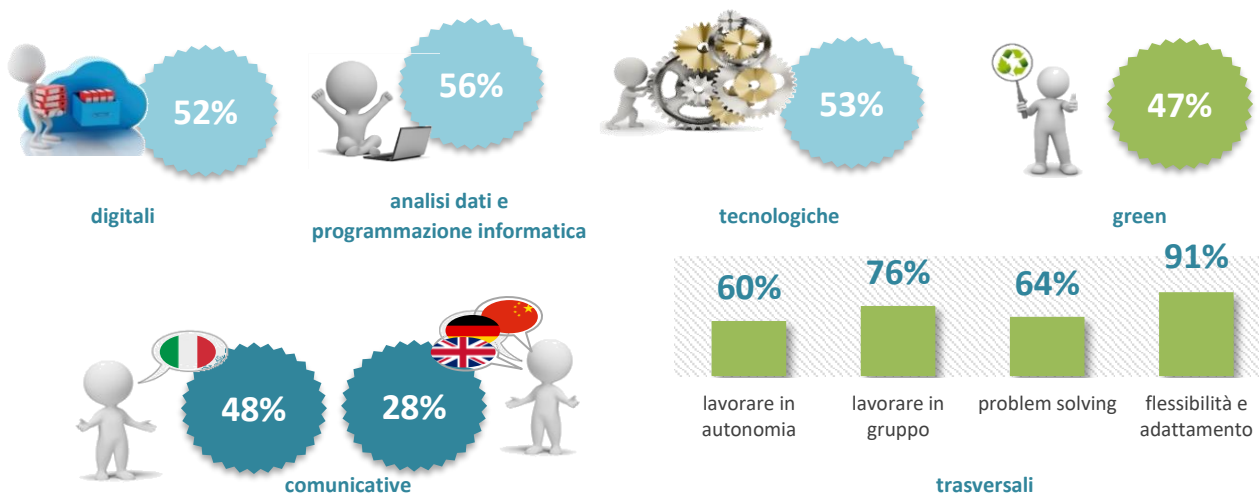 52%
56%
53%
47%
digitali
analisi dati e
programmazione informatica
tecnologiche
green
48%
28%
comunicative
60%
76%
64%
91%
lavorare in
autonomia
lavorare in
gruppo
problem solving
flessibilità e
adattamento
trasversali